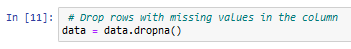 In [11]: # Drop rows with missing values in the column
data = data.dropna()